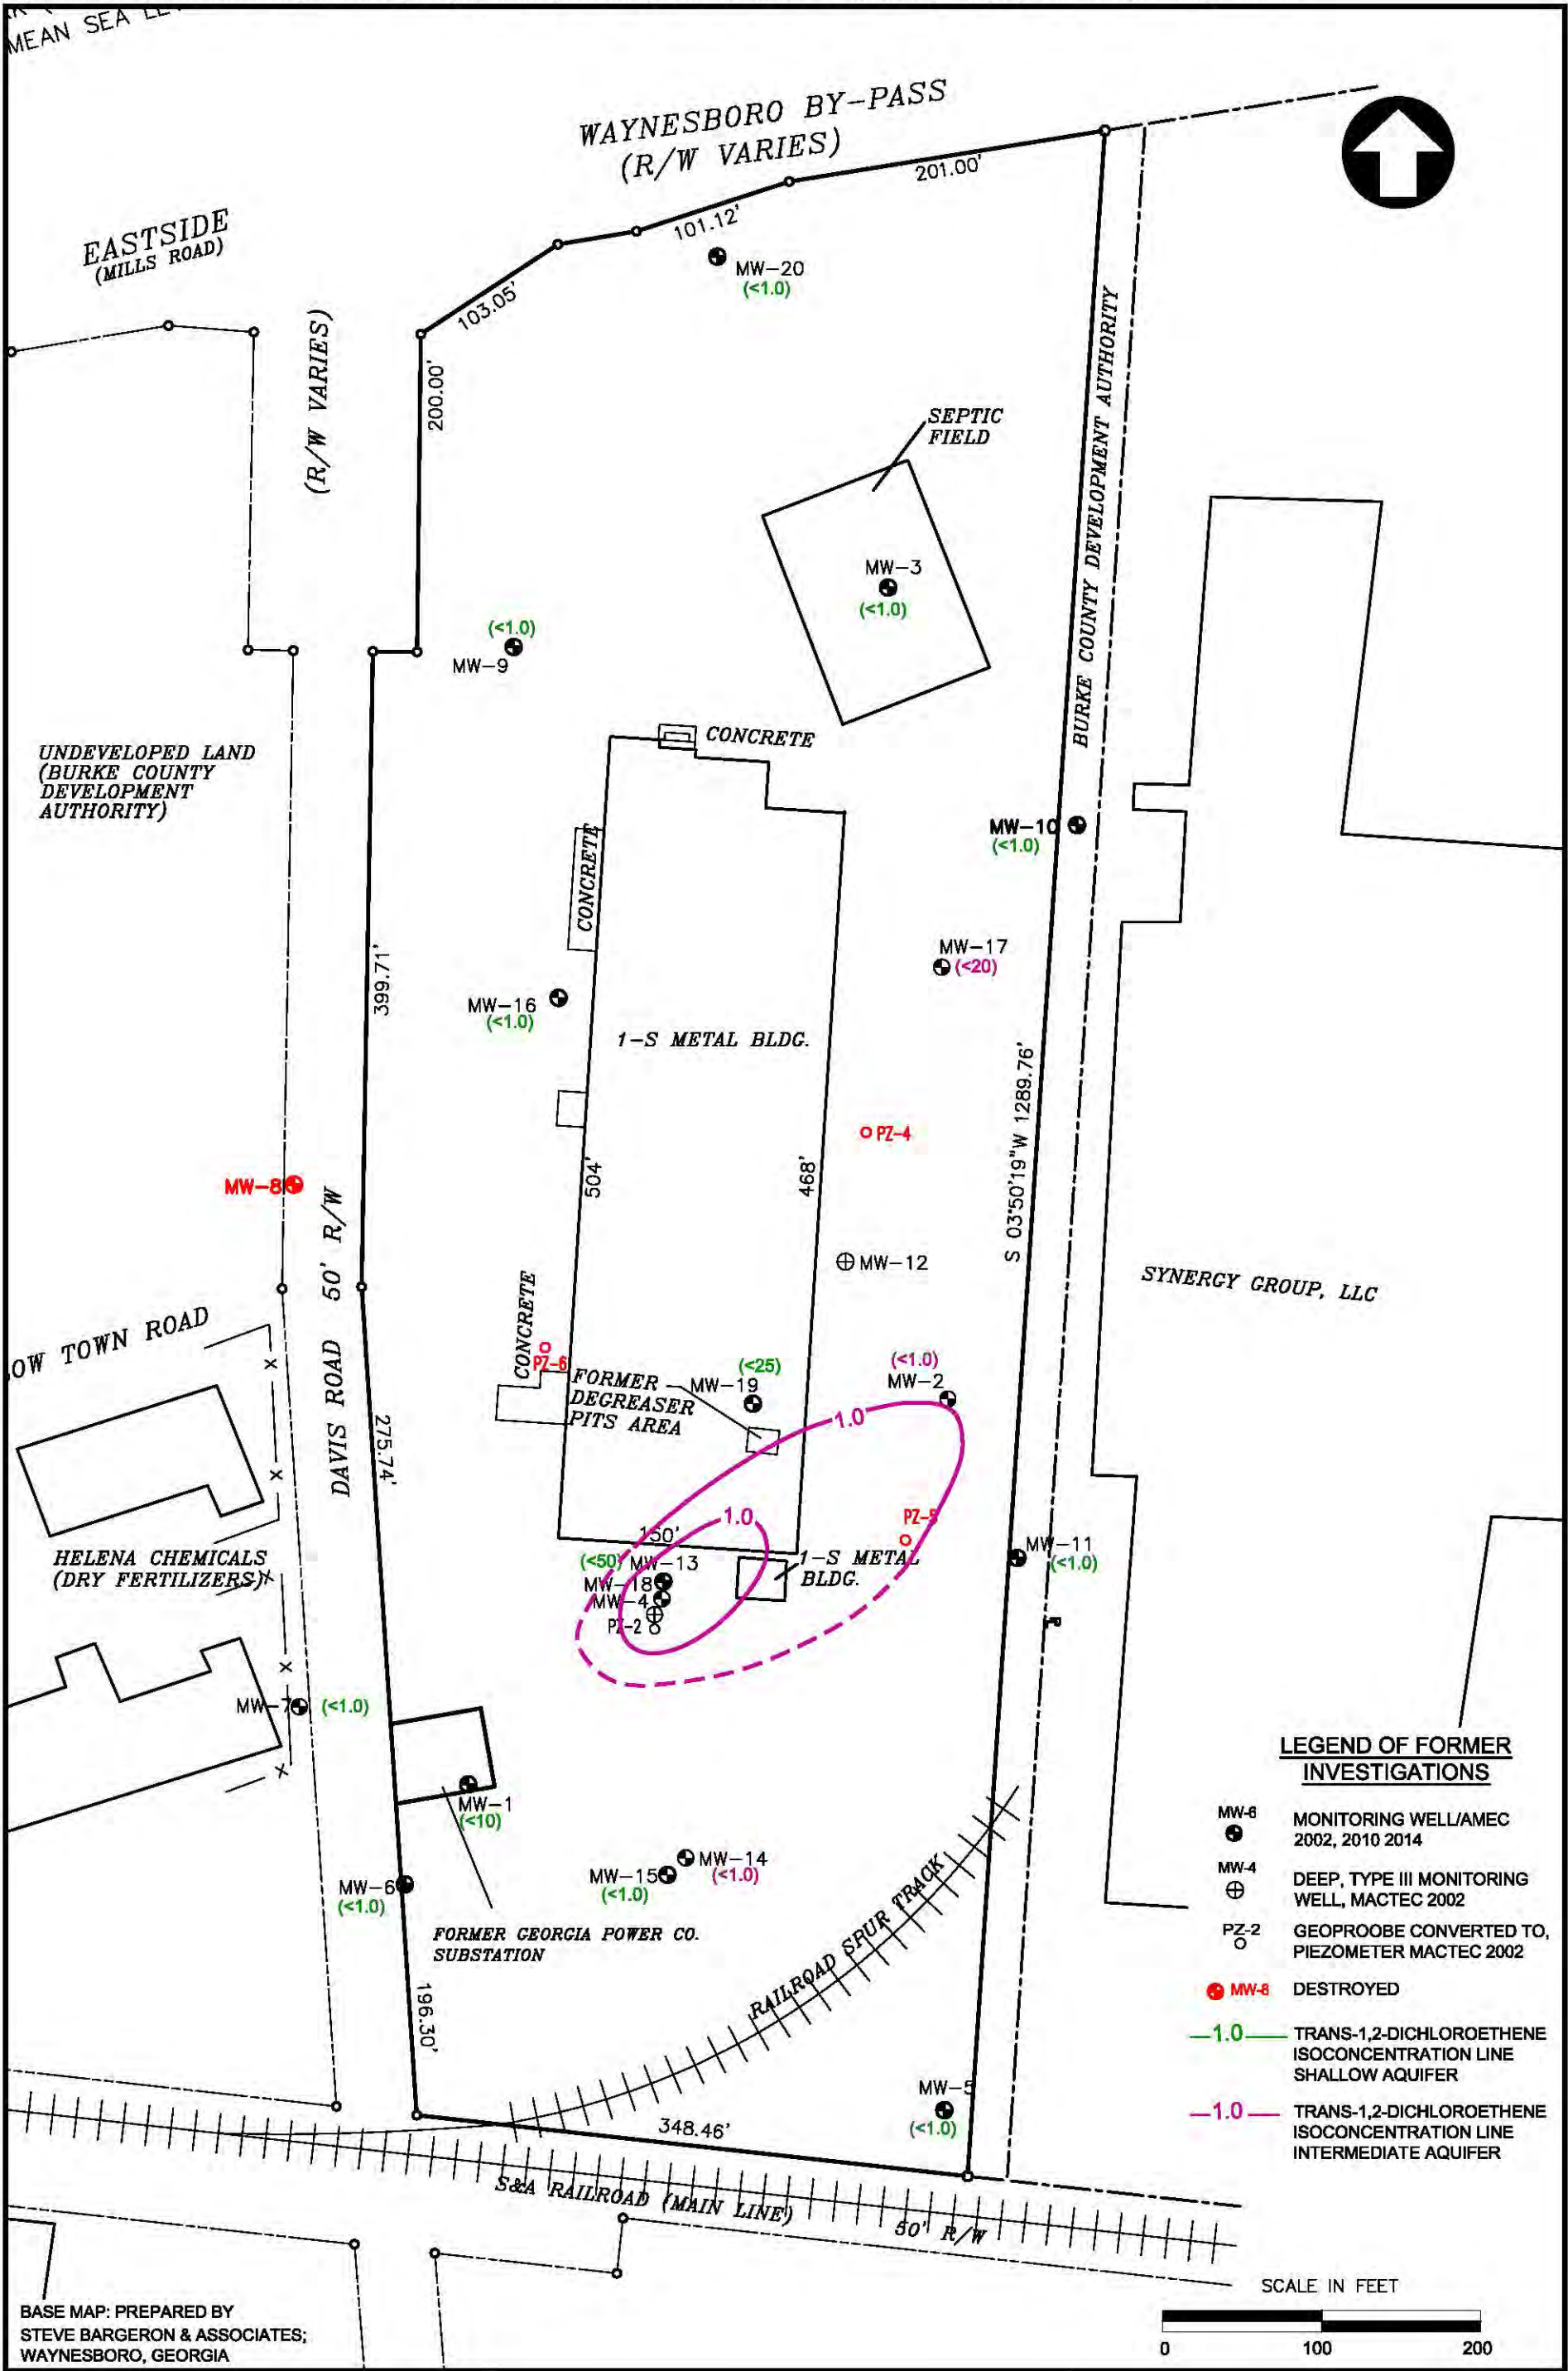 MEAN SEA
WAYNESBORO BY-PASS
(R/W VARIES)
201.00'
101.12'
EASTSIDE
(MILLS ROAD)
MW-20
(<1.0)
103.05'
(R/W VARIES)
200.00'
BURKE COUNTY DEVELOPMENT AUTHORITY
SEPTIC
FIELD
MW-3
(<1.0)
(<1.0)
MW-9
CONCRETE
UNDEVELOPED LAND
(BURKE COUNTY
DEVELOPMENT
AUTHORITY)
CONCRETE
MW-10
(<1.0)
399.71'
MW-17
(<20)
MW-16
(<1.0)
1-S METAL BLDG.
S 03°50'19"W 1289.76'
PZ-4
504'
468'
MW-8
DAVIS ROAD 50' R/W
MW-12
SYNERGY GROUP, LLC
OW TOWN ROAD
CONCRETE
PZ-6
FORMER
DEGREASER
PITS AREA
(<25)
MW-19
(<1.0)
MW-2
1.0
275.74'
1.0
PZ-5
150'
HELENA CHEMICALS
(DRY FERTILIZERS)
(<50) MW-13
MW-18
MW-4
PZ-2
1-S METAL
BLDG.
MW-11
(<1.0)
MW-7
(<1.0)
MW-1
(<10)
MW-14
(<1.0)
MW-15
(<1.0)
MW-6
(<1.0)
FORMER GEORGIA POWER CO.
SUBSTATION
RAILROAD SPUR TRACK
196.30'
MW-5
(<1.0)
348.46'
S&A RAILROAD (MAIN LINE)
50' R/W
LEGEND OF FORMER
INVESTIGATIONS
MW-6
MONITORING WELL/AMEC
2002, 2010 2014
MW-4
DEEP, TYPE III MONITORING
WELL, MACTEC 2002
PZ-2
GEOPROOBE CONVERTED TO,
PIEZOMETER MACTEC 2002
MW-8 DESTROYED
1.0 TRANS-1,2-DICHLOROETHENE
ISOCONCENTRATION LINE
SHALLOW AQUIFER
1.0 TRANS-1,2-DICHLOROETHENE
ISOCONCENTRATION LINE
INTERMEDIATE AQUIFER
SCALE IN FEET
0 100 200
BASE MAP: PREPARED BY
STEVE BARGERON & ASSOCIATES;
WAYNESBORO, GEORGIA